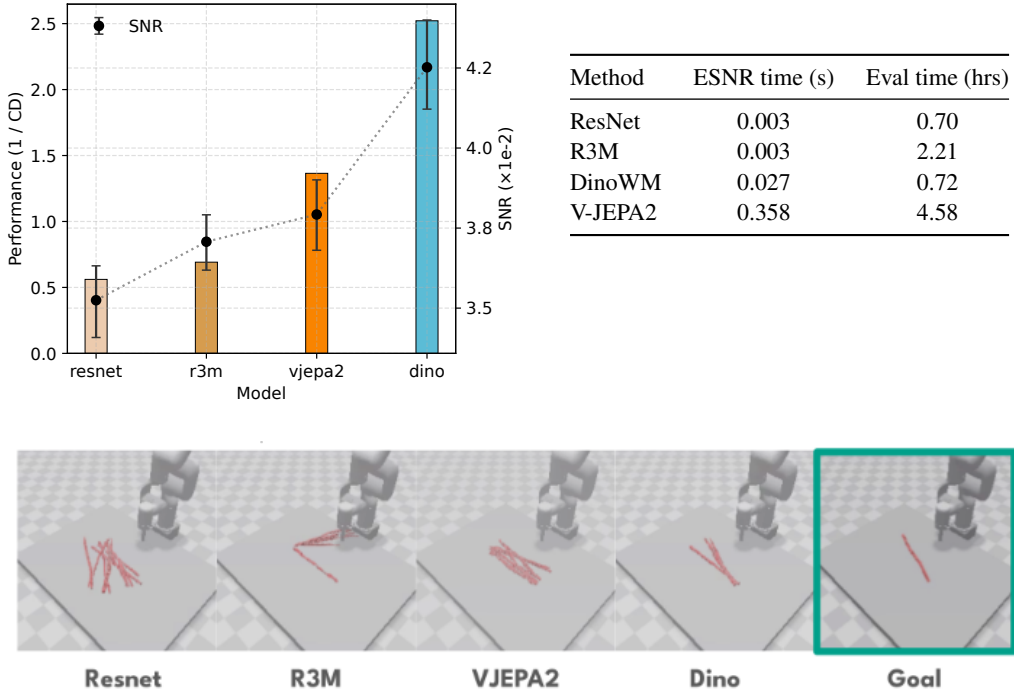 SNR
Performance (1 / CD)
2.5
2.0
1.5
1.0
0.5
0.0
4.2
4.0
3.8
3.5
SNR (×1e-2)
resnet r3m vjepa2 dino
Model
Method ESNR time (s) Eval time (hrs)
ResNet 0.003 0.70
R3M 0.003 2.21
DinoWM 0.027 0.72
V-JEPA2 0.358 4.58
Resnet R3M VJEPA2 Dino Goal